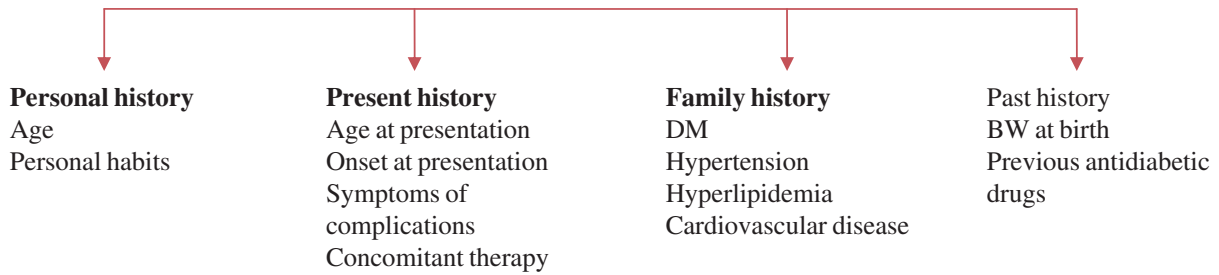 Personal history
Age
Personal habits
Present history
Age at presentation
Onset at presentation
Symptoms of
complications
Concomitant therapy
Family history
DM
Hypertension
Hyperlipidemia
Cardiovascular disease
Past history
BW at birth
Previous antidiabetic
drugs